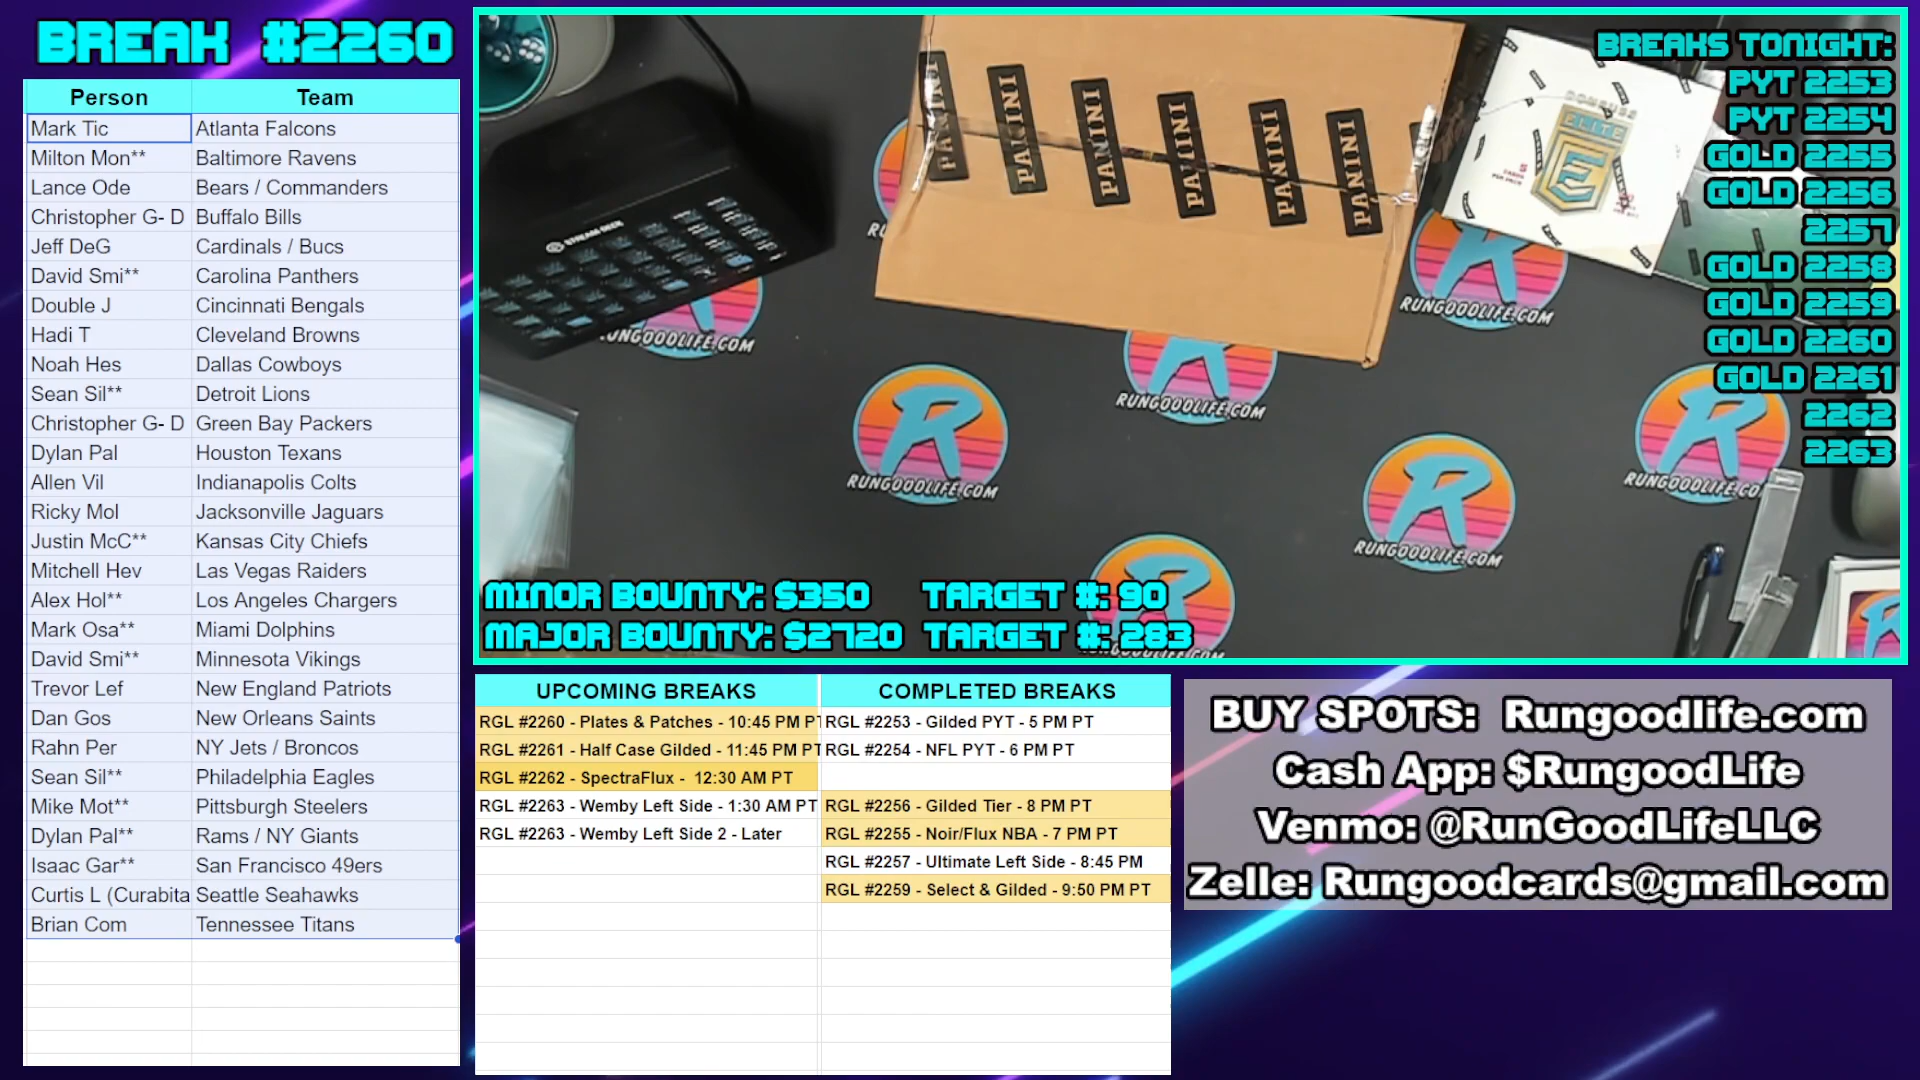 BREAK #2260
Person Team
Mark Tic Atlanta Falcons
Milton Mon** Baltimore Ravens
Lance Ode Bears / Commanders
Christopher G- D Buffalo Bills
Jeff DeG Cardinals / Bucs
David Smi** Carolina Panthers
Double J Cincinnati Bengals
Hadi T Cleveland Browns
Noah Hes Dallas Cowboys
Sean Sil** Detroit Lions
Christopher G- D Green Bay Packers
Dylan Pal Houston Texans
Allen Vil Indianapolis Colts
Ricky Mol Jacksonville Jaguars
Justin McC** Kansas City Chiefs
Mitchell Hev Las Vegas Raiders
Alex Hol** Los Angeles Chargers
Mark Osa** Miami Dolphins
David Smi** Minnesota Vikings
Trevor Lef New England Patriots
Dan Gos New Orleans Saints
Rahn Per NY Jets / Broncos
Sean Sil** Philadelphia Eagles
Mike Mot** Pittsburgh Steelers
Dylan Pal** Rams / NY Giants
Isaac Gar** San Francisco 49ers
Curtis L (Curabita Seattle Seahawks
Brian Com Tennessee Titans
STREAM DECK
PANINI PANINI PANINI PANINI PANINI PANINI
ELITE
E
RUNGOODLIFE.COM
RUNGOODLIFE.COM
RUNGOODLIFE.COM
R RUNGOODLIFE.COM
R RUNGOODLIFE.COM
BREAKS TONIGHT:
PYT 2253
PYT 2254
GOLD 2255
GOLD 2256
2257
GOLD 2258
GOLD 2259
GOLD 2260
GOLD 2261
2262
2263
MINOR BOUNTY: $350 TARGET #: 90
MAJOR BOUNTY: $2720 TARGET #: 283
UPCOMING BREAKS
RGL #2260 - Plates & Patches - 10:45 PM PT
RGL #2261 - Half Case Gilded - 11:45 PM PT
RGL #2262 - SpectraFlux - 12:30 AM PT
RGL #2263 - Wemby Left Side - 1:30 AM PT
RGL #2263 - Wemby Left Side 2 - Later
COMPLETED BREAKS
RGL #2253 - Gilded PYT - 5 PM PT
RGL #2254 - NFL PYT - 6 PM PT
RGL #2256 - Gilded Tier - 8 PM PT
RGL #2255 - Noir/Flux NBA - 7 PM PT
RGL #2257 - Ultimate Left Side - 8:45 PM
RGL #2259 - Select & Gilded - 9:50 PM PT
BUY SPOTS: Rungoodlife.com
Cash App: $RungoodLife
Venmo: @RunGoodLifeLLC
Zelle: Rungoodcards@gmail.com